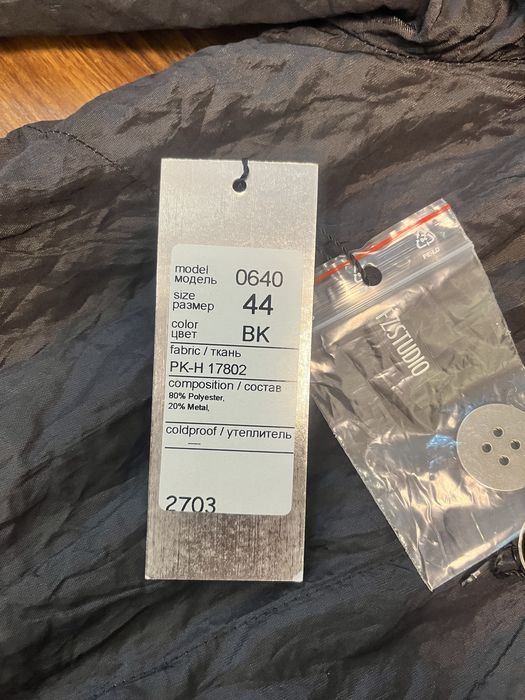 model
модель 0640
size
размер 44
color
цвет BK
fabric / ткань
PK-H 17802
composition / состав
80% Polyester,
20% Metal,
coldproof / утеплитель
—
2703
FZSTUDIO